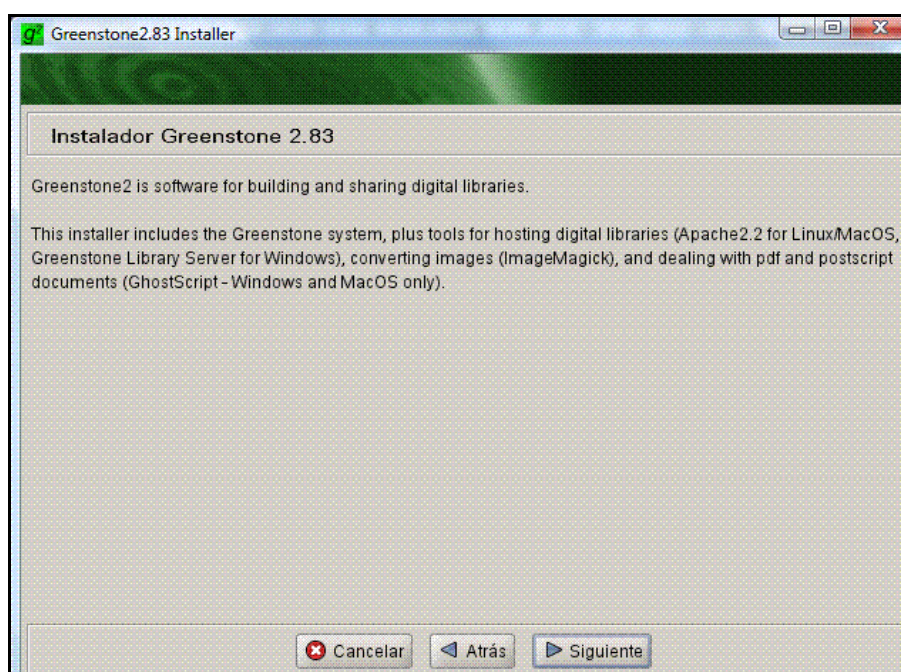 g² Greenstone2.83 Installer
Instalador Greenstone 2.83
Greenstone2 is software for building and sharing digital libraries.
This installer includes the Greenstone system, plus tools for hosting digital libraries (Apache2.2 for Linux/MacOS,
Greenstone Library Server for Windows), converting images (ImageMagick), and dealing with pdf and postscript
documents (GhostScript - Windows and MacOS only).
Cancelar Atrás Siguiente